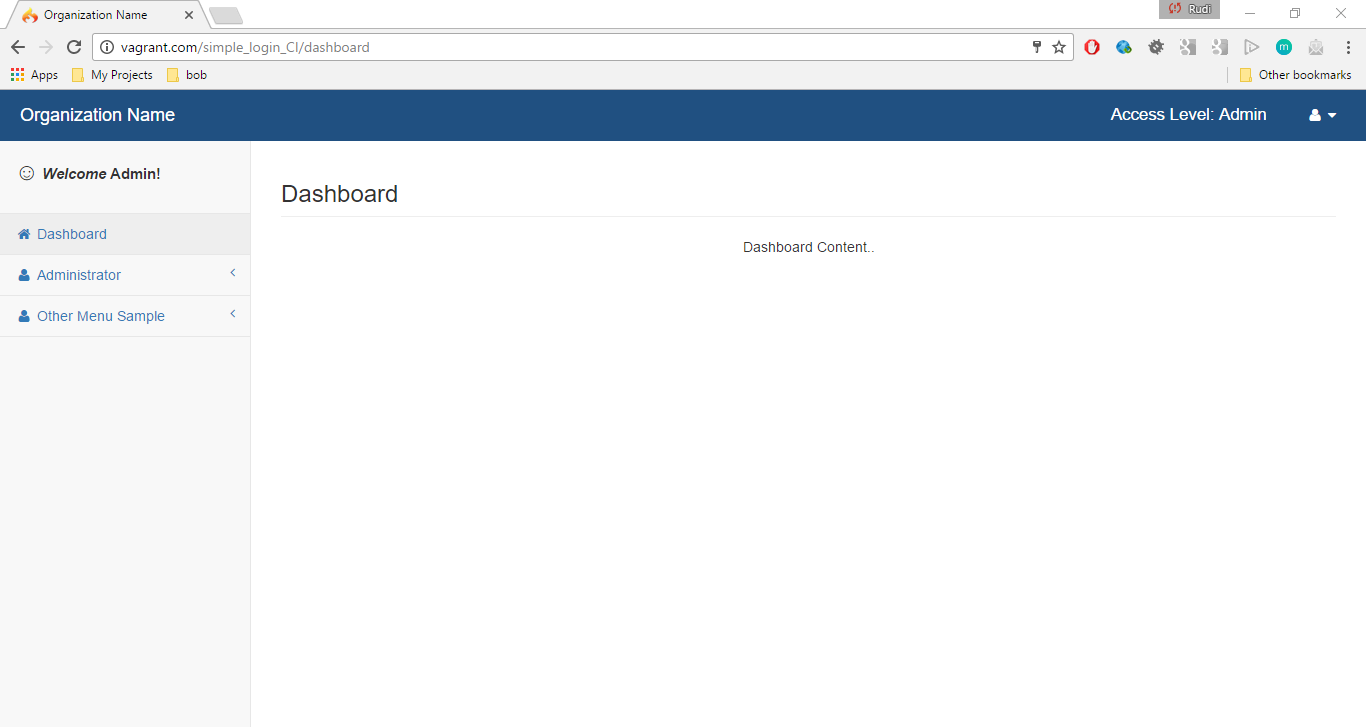 Organization Name
Rudi
vagrant.com/simple_login_CI/dashboard
m
Apps My Projects bob Other bookmarks
Organization Name Access Level: Admin
Welcome Admin!
Dashboard
Administrator
Other Menu Sample
Dashboard
Dashboard Content..